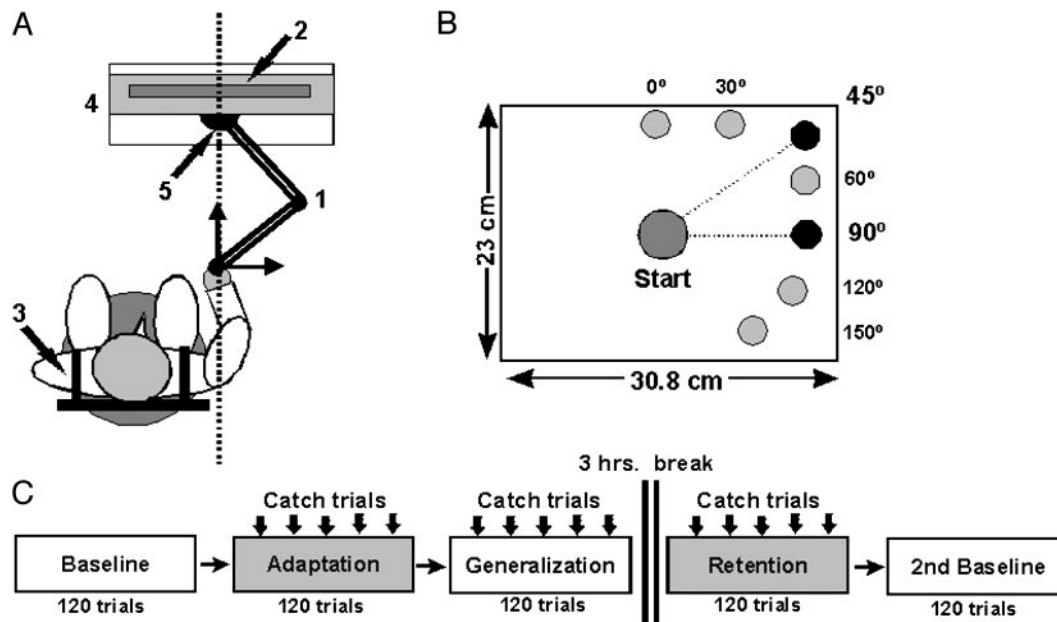 A
2
4
5
1
3
B
0º 30º 45º
60º
90º
120º
150º
Start
23 cm
30.8 cm
C
3 hrs. break
Catch trials Catch trials Catch trials
Baseline Adaptation Generalization Retention 2nd Baseline
120 trials 120 trials 120 trials 120 trials 120 trials